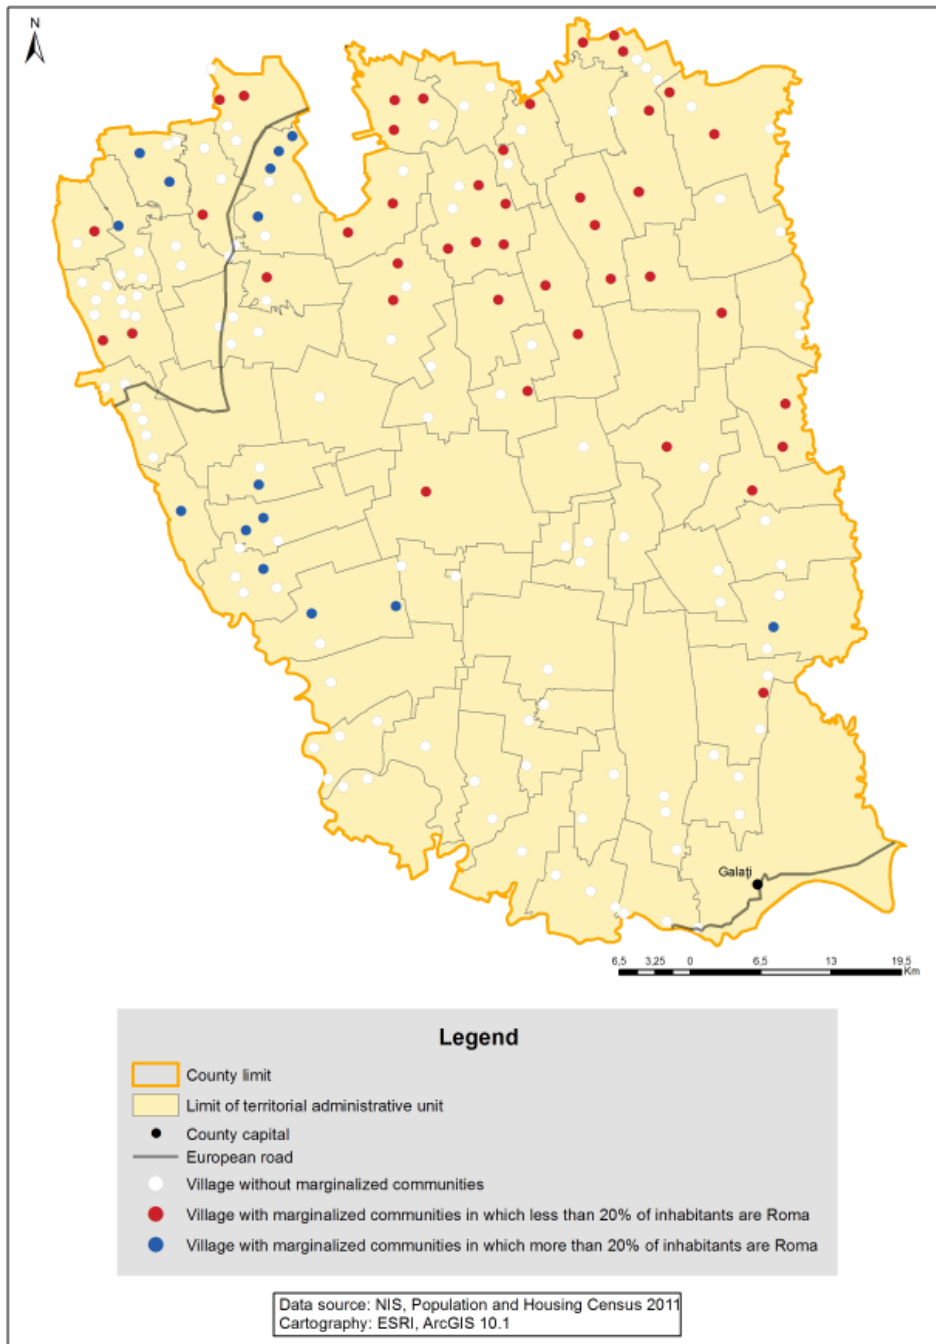 N
Galaţi
6,5 3,25 0 6,5 13 19,5
Km
Legend
County limit
Limit of territorial administrative unit
County capital
European road
Village without marginalized communities
Village with marginalized communities in which less than 20% of inhabitants are Roma
Village with marginalized communities in which more than 20% of inhabitants are Roma
Data source: NIS, Population and Housing Census 2011
Cartography: ESRI, ArcGIS 10.1